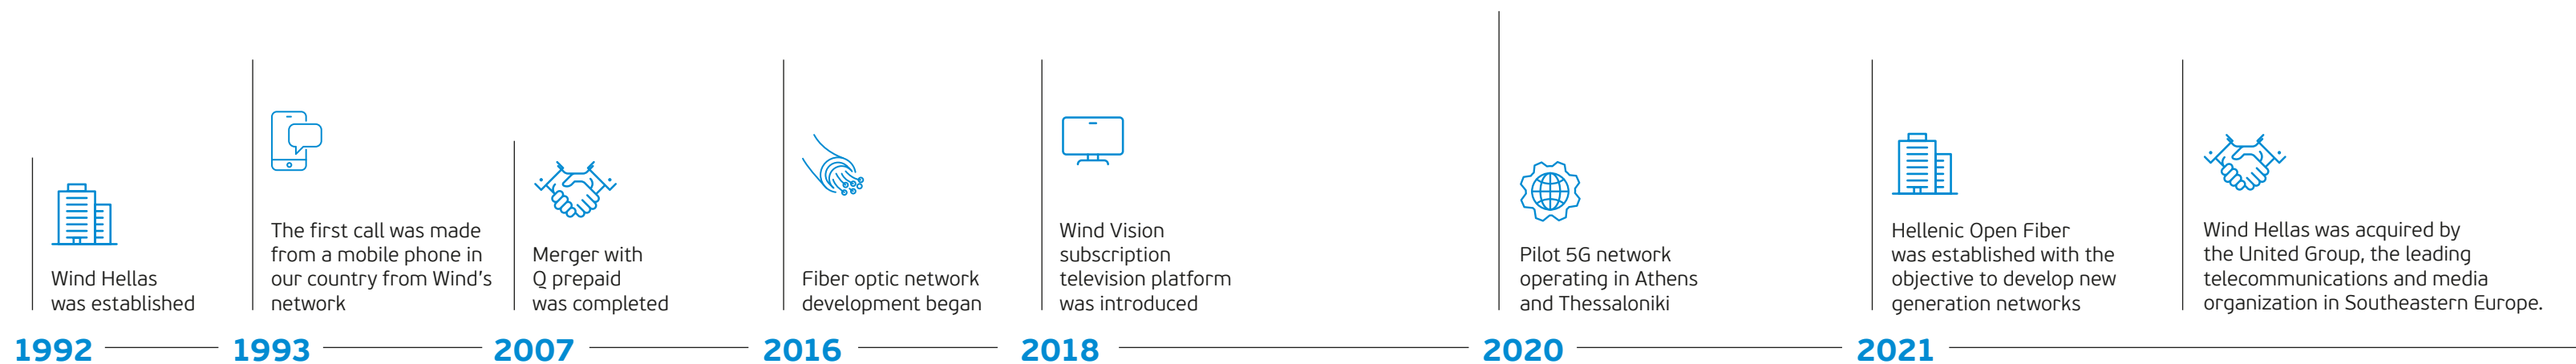 Wind Hellas
was established
1992
The first call was made
from a mobile phone in
our country from Wind's
network
1993
Merger with
Q prepaid
was completed
2007
Fiber optic network
development began
2016
Wind Vision
subscription
television platform
was introduced
2018
Pilot 5G network
operating in Athens
and Thessaloniki
2020
Hellenic Open Fiber
was established with the
objective to develop new
generation networks
2021
Wind Hellas was acquired by
the United Group, the leading
telecommunications and media
organization in Southeastern Europe.